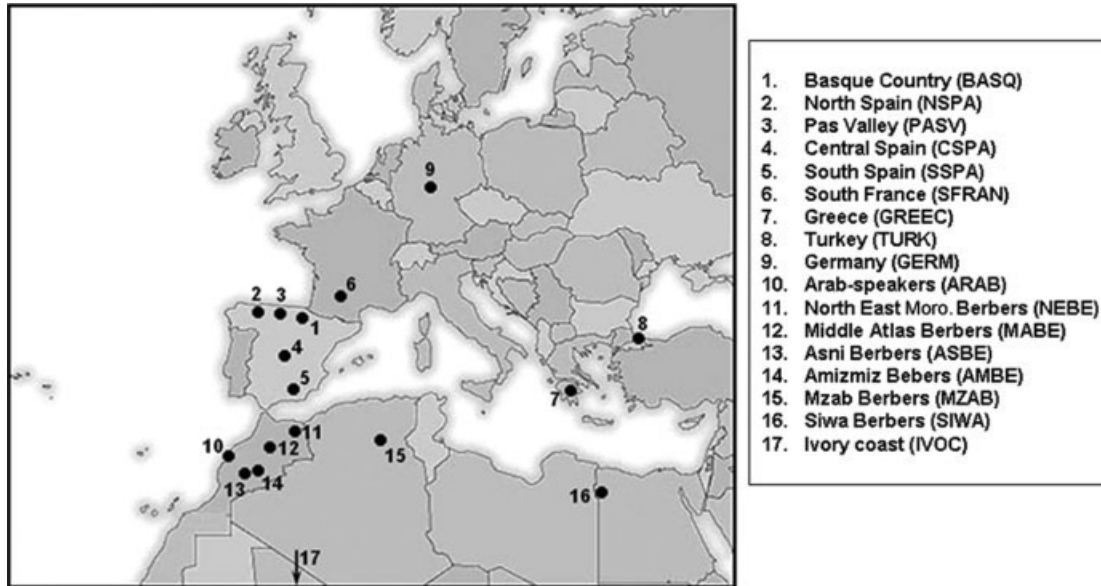 9
6
2
3
1
4
5
8
7
10
11
12
15
13
14
16
17
1. Basque Country (BASQ)
2. North Spain (NSPA)
3. Pas Valley (PASV)
4. Central Spain (CSPA)
5. South Spain (SSPA)
6. South France (SFRAN)
7. Greece (GREEC)
8. Turkey (TURK)
9. Germany (GERM)
10. Arab-speakers (ARAB)
11. North East Moro. Berbers (NEBE)
12. Middle Atlas Berbers (MABE)
13. Asni Berbers (ASBE)
14. Amizmiz Bebers (AMBE)
15. Mzab Berbers (MZAB)
16. Siwa Berbers (SIWA)
17. Ivory coast (IVOC)